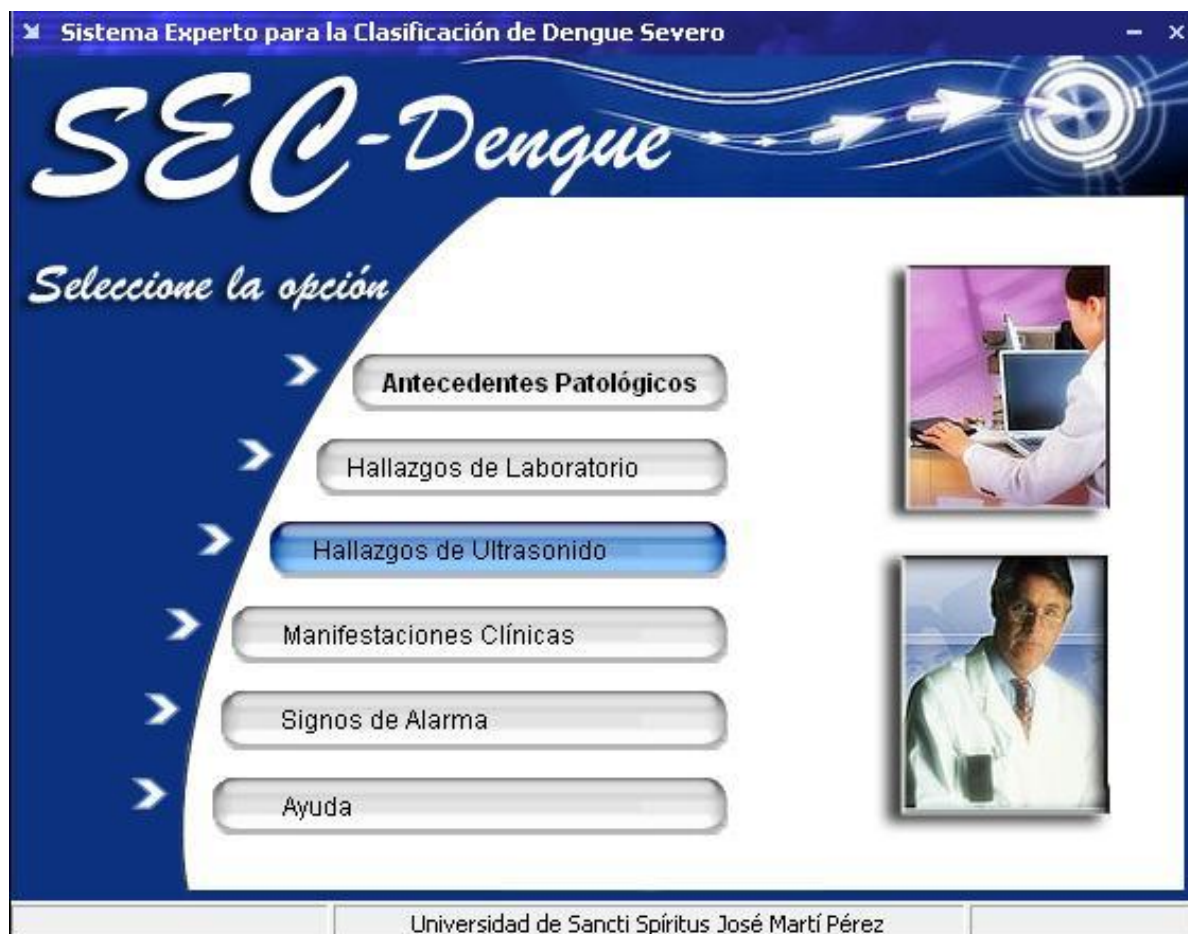 Sistema Experto para la Clasificación de Dengue Severo
SEC-Dengue
Seleccione la opción
Antecedentes Patológicos
Hallazgos de Laboratorio
Hallazgos de Ultrasonido
Manifestaciones Clínicas
Signos de Alarma
Ayuda
Universidad de Sancti Spíritus José Martí Pérez